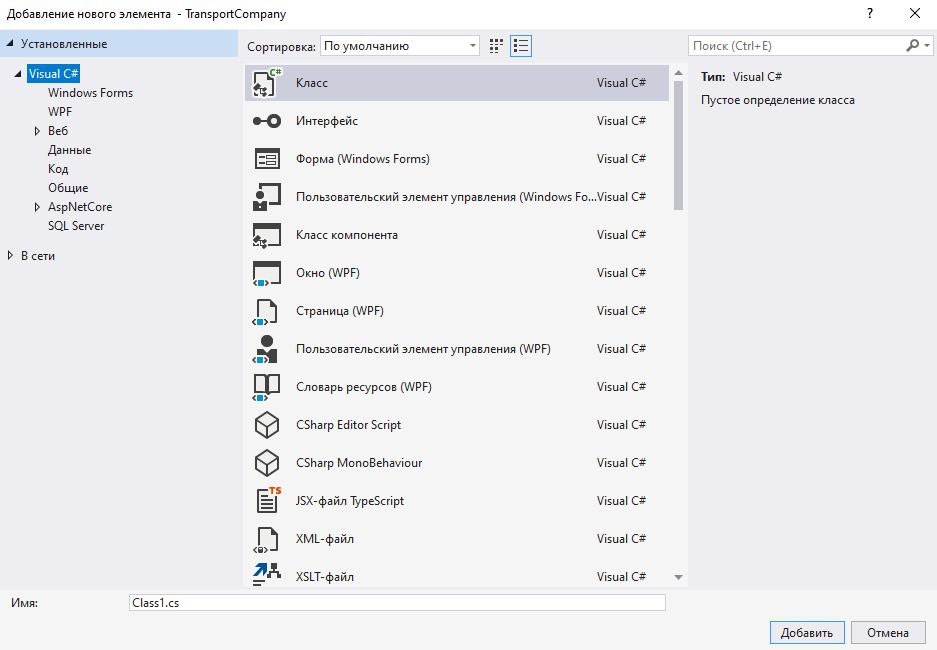 Добавление нового элемента - TransportCompany
?
Установленные
Visual C#
Windows Forms
WPF
Веб
Данные
Код
Общие
AspNetCore
SQL Server
В сети
Сортировка: По умолчанию
Класс Visual C#
Интерфейс Visual C#
Форма (Windows Forms) Visual C#
Пользовательский элемент управления (Windows Fo... Visual C#
Класс компонента Visual C#
Окно (WPF) Visual C#
Страница (WPF) Visual C#
Пользовательский элемент управления (WPF) Visual C#
Словарь ресурсов (WPF) Visual C#
CSharp Editor Script Visual C#
CSharp MonoBehaviour Visual C#
TS JSX-файл TypeScript Visual C#
XML-файл Visual C#
XSLT-файл Visual C#
Поиск (Ctrl+E)
Тип: Visual C#
Пустое определение класса
Имя: Class1.cs
Добавить Отмена